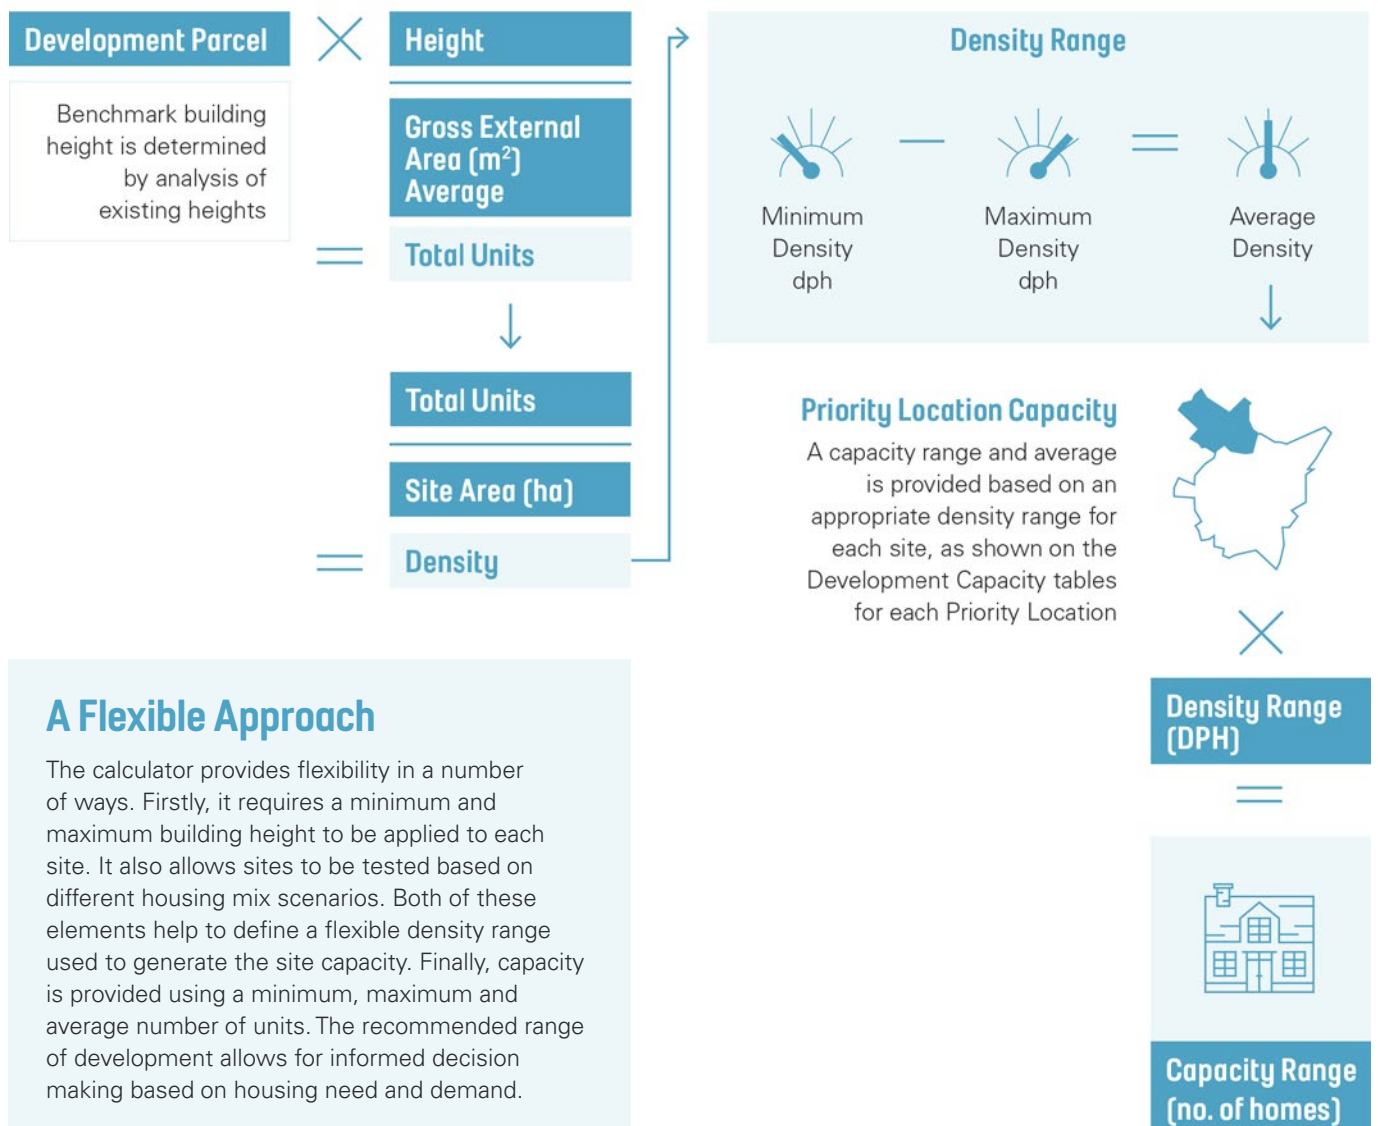 Development Parcel
Benchmark building
height is determined
by analysis of
existing heights
Height
Gross External
Area (m²)
Average
Total Units
Total Units
Site Area (ha)
Density
Density Range
Minimum
Density
dph
Maximum
Density
dph
Average
Density
Priority Location Capacity
A capacity range and average
is provided based on an
appropriate density range for
each site, as shown on the
Development Capacity tables
for each Priority Location
Density Range
(DPH)
Capacity Range
(no. of homes)
A Flexible Approach
The calculator provides flexibility in a number
of ways. Firstly, it requires a minimum and
maximum building height to be applied to each
site. It also allows sites to be tested based on
different housing mix scenarios. Both of these
elements help to define a flexible density range
used to generate the site capacity. Finally, capacity
is provided using a minimum, maximum and
average number of units. The recommended range
of development allows for informed decision
making based on housing need and demand.